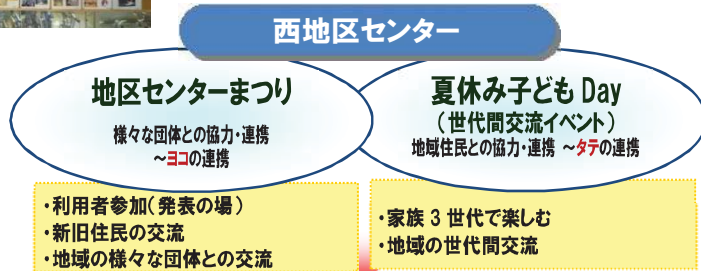 西地区センター
地区センターまつり
様々な団体との協力・連携
～ヨコの連携
夏休み子どもDay
（世代間交流イベント）
地域住民との協力・連携 ～タテの連携
・利用者参加（発表の場）
・新旧住民の交流
・地域の様々な団体との交流
・家族３世代で楽しむ
・地域の世代間交流